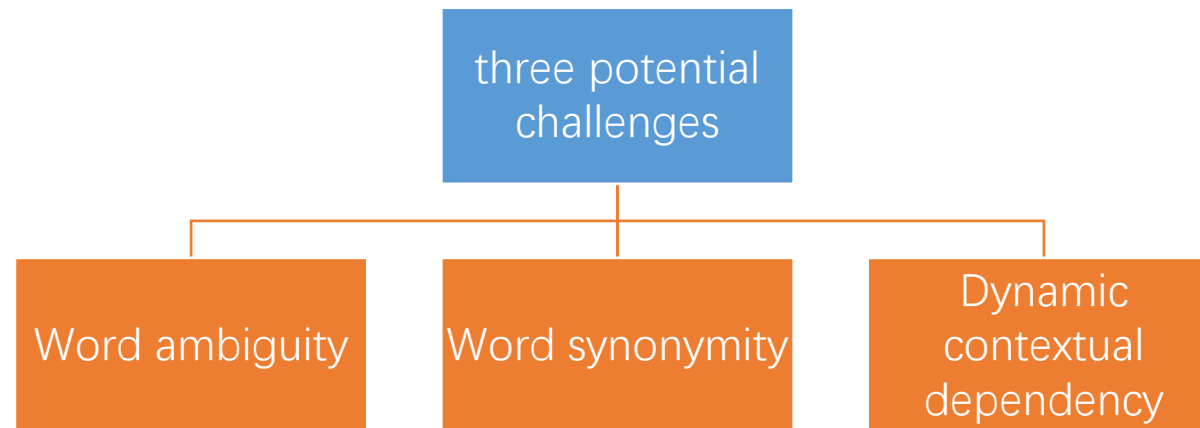 three potential
challenges
Word ambiguity
Word synonymity
Dynamic
contextual
dependency